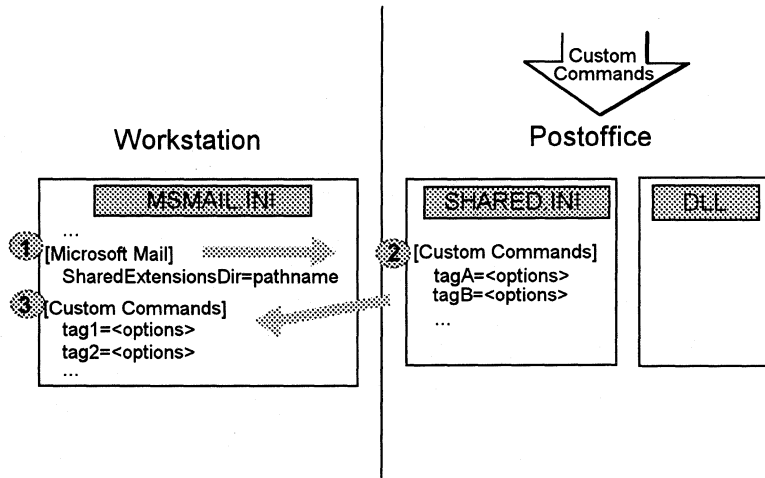 Custom
Commands
Workstation
Postoffice
MSMAIL.INI
...
1 [Microsoft Mail]
SharedExtensionsDir=pathname
3 [Custom Commands]
tag1=<options>
tag2=<options>
...
SHARED.INI
2 [Custom Commands]
tagA=<options>
tagB=<options>
...
DLL